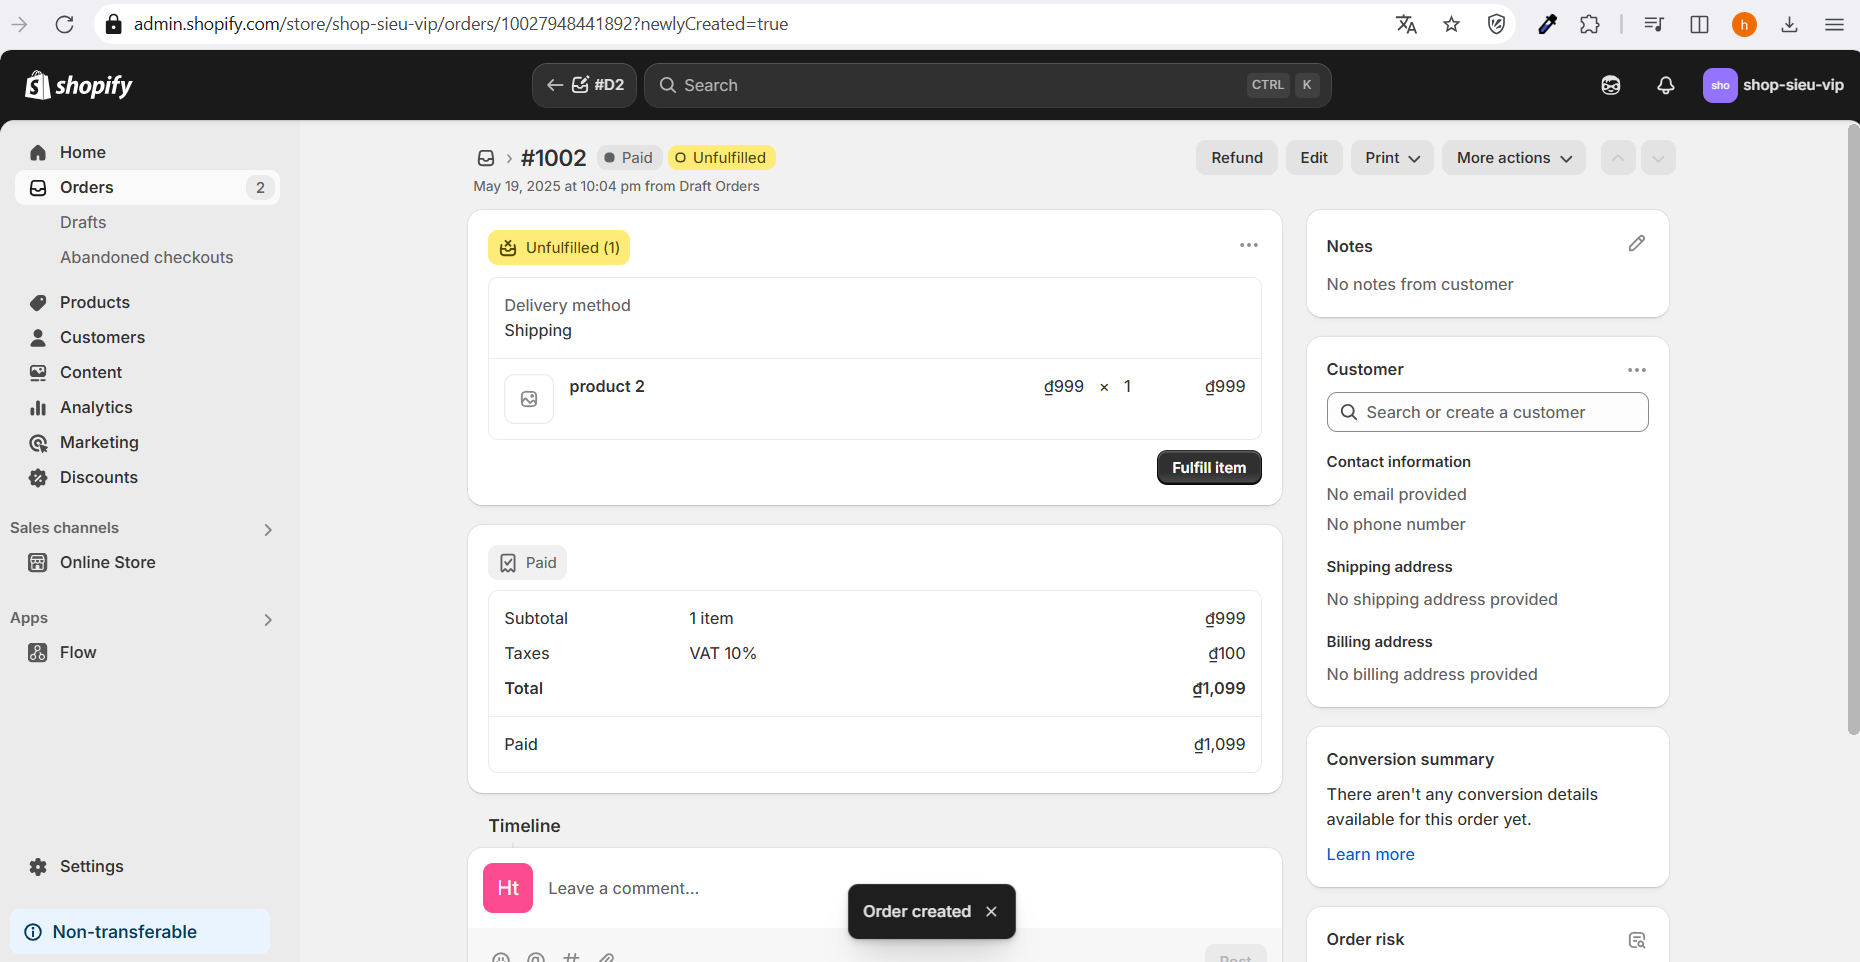 admin.shopify.com/store/shop-sieu-vip/orders/10027948441892?newlyCreated=true
h
shopify
#D2
Search
CTRL K
sho
shop-sieu-vip
Home
Orders 2
Drafts
Abandoned checkouts
Products
Customers
Content
Analytics
Marketing
Discounts
Sales channels
Online Store
Apps
Flow
Settings
Non-transferable
#1002
Paid
Unfulfilled
May 19, 2025 at 10:04 pm from Draft Orders
Refund
Edit
Print
More actions
Unfulfilled (1)
Delivery method
Shipping
product 2 ₫999 × 1 ₫999
Fulfill item
Paid
Subtotal 1 item ₫999
Taxes VAT 10% ₫100
Total ₫1,099
Paid ₫1,099
Timeline
Ht
Leave a comment...
Post
Order created
Notes
No notes from customer
Customer
Search or create a customer
Contact information
No email provided
No phone number
Shipping address
No shipping address provided
Billing address
No billing address provided
Conversion summary
There aren't any conversion details
available for this order yet.
Learn more
Order risk